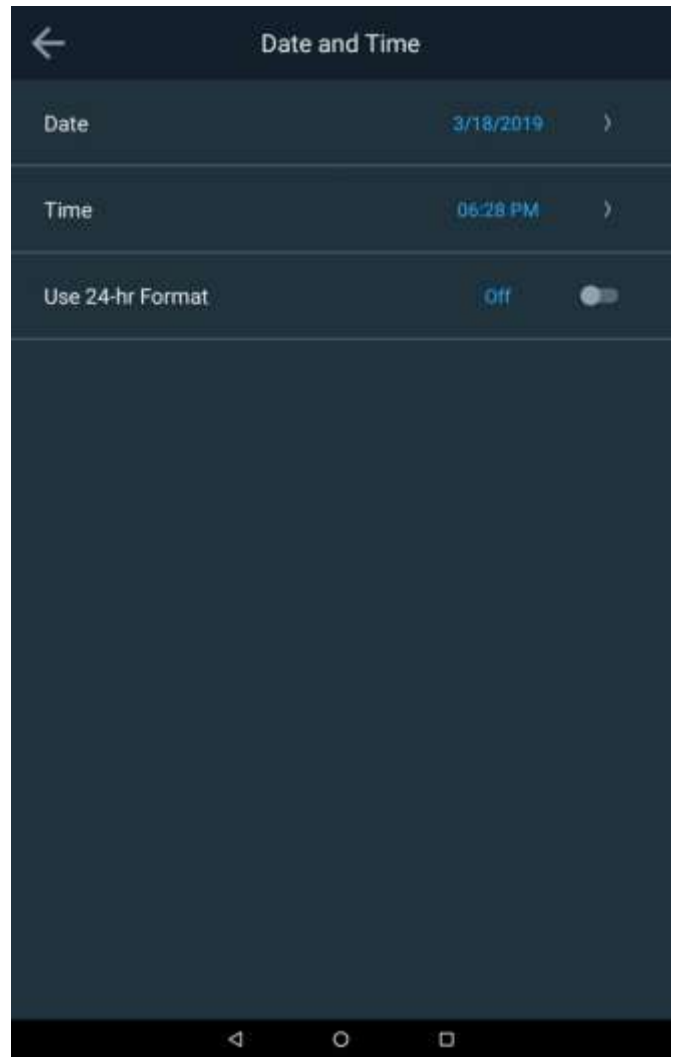 Date and Time
Date 3/18/2019
Time 06:28 PM
Use 24-hr Format Off